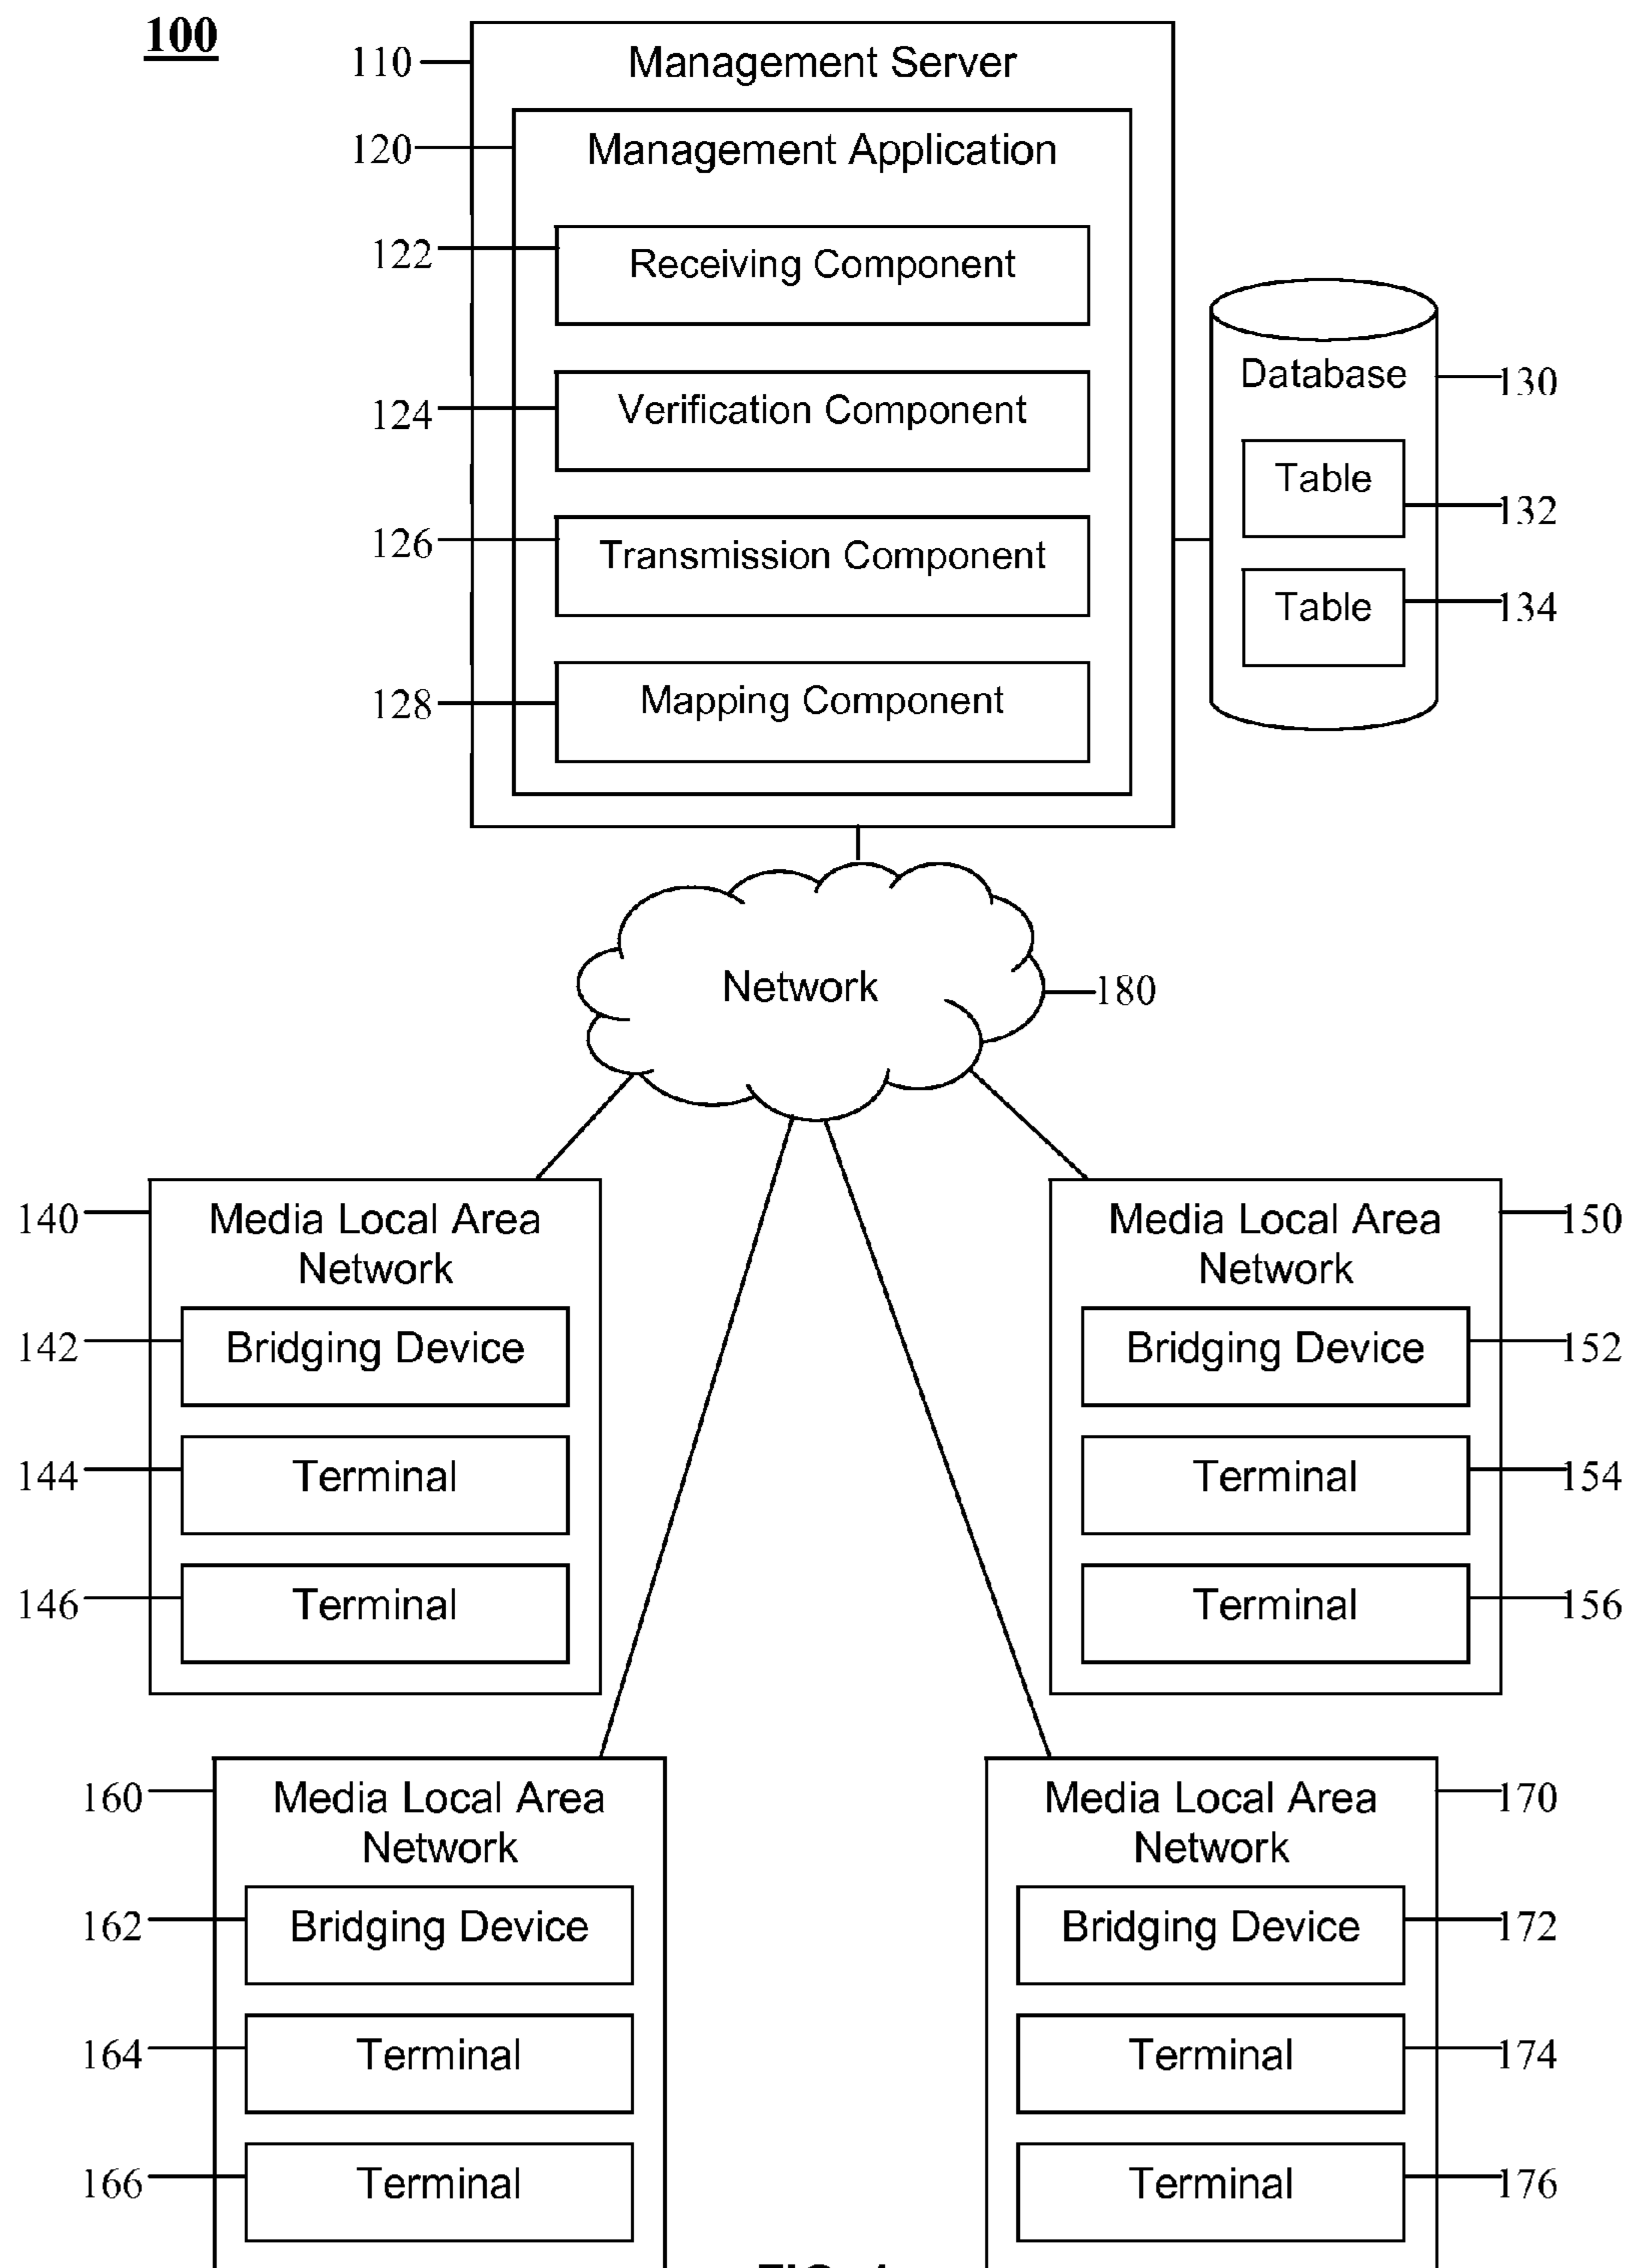 100
110
Management Server
120
Management Application
122
Receiving Component
124
Verification Component
126
Transmission Component
128
Mapping Component
Database
130
Table
132
Table
134
Network
180
140
Media Local Area
Network
142
Bridging Device
144
Terminal
146
Terminal
Media Local Area
Network
150
Bridging Device
152
Terminal
154
Terminal
156
160
Media Local Area
Network
162
Bridging Device
164
Terminal
166
Terminal
Media Local Area
Network
170
Bridging Device
172
Terminal
174
Terminal
176